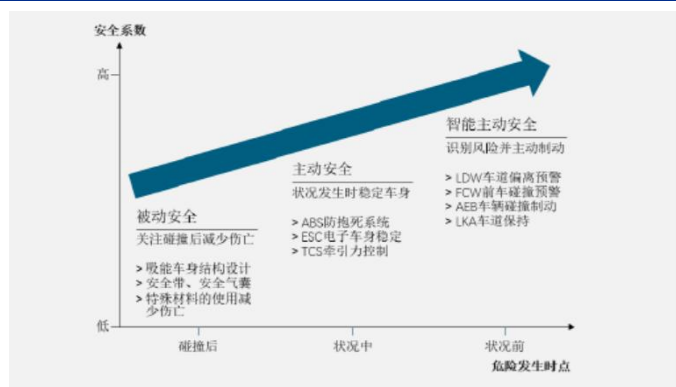 安全系数
高
智能主动安全
识别风险并主动制动
> LDW车道偏离预警
> FCW前车碰撞预警
> AEB车辆碰撞制动
> LKA车道保持
主动安全
状况发生时稳定车身
> ABS防抱死系统
> ESC电子车身稳定
> TCS牵引力控制
被动安全
关注碰撞后减少伤亡
> 吸能车身结构设计
> 安全带、安全气囊
> 特殊材料的使用减
少伤亡
低
碰撞后
状况中
状况前
危险发生时点